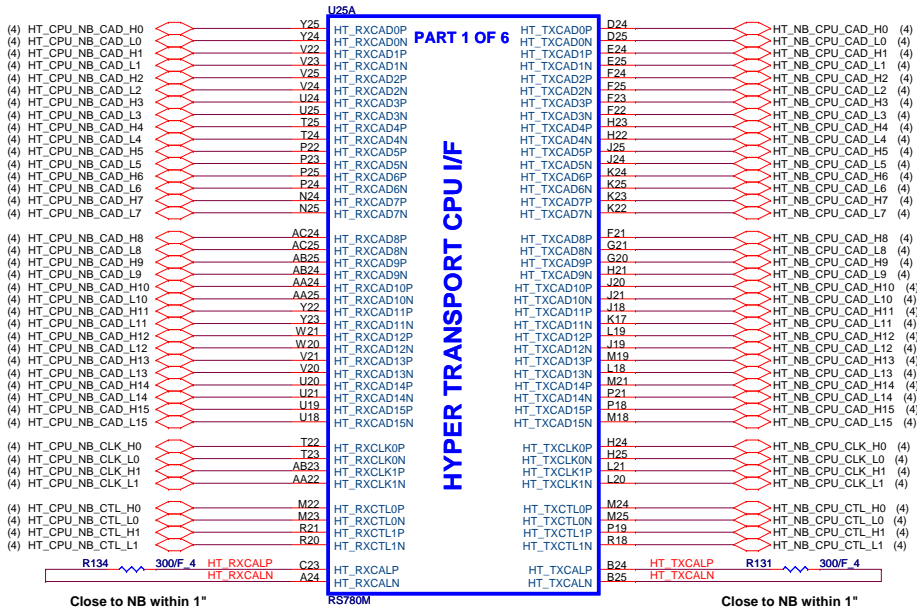 U25A
PART 1 OF 6
HYPER TRANSPORT CPU I/F
(4) HT_CPU_NB_CAD_H0 Y25 HT_RXCAD0P HT_TXCAD0P D24 HT_NB_CPU_CAD_H0 (4)
(4) HT_CPU_NB_CAD_L0 Y24 HT_RXCAD0N HT_TXCAD0N D25 HT_NB_CPU_CAD_L0 (4)
(4) HT_CPU_NB_CAD_H1 V22 HT_RXCAD1P HT_TXCAD1P E24 HT_NB_CPU_CAD_H1 (4)
(4) HT_CPU_NB_CAD_L1 V23 HT_RXCAD1N HT_TXCAD1N E25 HT_NB_CPU_CAD_L1 (4)
(4) HT_CPU_NB_CAD_H2 V25 HT_RXCAD2P HT_TXCAD2P F24 HT_NB_CPU_CAD_H2 (4)
(4) HT_CPU_NB_CAD_L2 V24 HT_RXCAD2N HT_TXCAD2N F25 HT_NB_CPU_CAD_L2 (4)
(4) HT_CPU_NB_CAD_H3 U24 HT_RXCAD3P HT_TXCAD3P F23 HT_NB_CPU_CAD_H3 (4)
(4) HT_CPU_NB_CAD_L3 U25 HT_RXCAD3N HT_TXCAD3N F22 HT_NB_CPU_CAD_L3 (4)
(4) HT_CPU_NB_CAD_H4 T25 HT_RXCAD4P HT_TXCAD4P H23 HT_NB_CPU_CAD_H4 (4)
(4) HT_CPU_NB_CAD_L4 T24 HT_RXCAD4N HT_TXCAD4N H22 HT_NB_CPU_CAD_L4 (4)
(4) HT_CPU_NB_CAD_H5 P22 HT_RXCAD5P HT_TXCAD5P J25 HT_NB_CPU_CAD_H5 (4)
(4) HT_CPU_NB_CAD_L5 P23 HT_RXCAD5N HT_TXCAD5N J24 HT_NB_CPU_CAD_L5 (4)
(4) HT_CPU_NB_CAD_H6 P25 HT_RXCAD6P HT_TXCAD6P K24 HT_NB_CPU_CAD_H6 (4)
(4) HT_CPU_NB_CAD_L6 P24 HT_RXCAD6N HT_TXCAD6N K25 HT_NB_CPU_CAD_L6 (4)
(4) HT_CPU_NB_CAD_H7 N24 HT_RXCAD7P HT_TXCAD7P K23 HT_NB_CPU_CAD_H7 (4)
(4) HT_CPU_NB_CAD_L7 N25 HT_RXCAD7N HT_TXCAD7N K22 HT_NB_CPU_CAD_L7 (4)
(4) HT_CPU_NB_CAD_H8 AC24 HT_RXCAD8P HT_TXCAD8P F21 HT_NB_CPU_CAD_H8 (4)
(4) HT_CPU_NB_CAD_L8 AC25 HT_RXCAD8N HT_TXCAD8N G21 HT_NB_CPU_CAD_L8 (4)
(4) HT_CPU_NB_CAD_H9 AB25 HT_RXCAD9P HT_TXCAD9P G20 HT_NB_CPU_CAD_H9 (4)
(4) HT_CPU_NB_CAD_L9 AB24 HT_RXCAD9N HT_TXCAD9N H21 HT_NB_CPU_CAD_L9 (4)
(4) HT_CPU_NB_CAD_H10 AA24 HT_RXCAD10P HT_TXCAD10P J20 HT_NB_CPU_CAD_H10 (4)
(4) HT_CPU_NB_CAD_L10 AA25 HT_RXCAD10N HT_TXCAD10N J21 HT_NB_CPU_CAD_L10 (4)
(4) HT_CPU_NB_CAD_H11 Y22 HT_RXCAD11P HT_TXCAD11P J18 HT_NB_CPU_CAD_H11 (4)
(4) HT_CPU_NB_CAD_L11 Y23 HT_RXCAD11N HT_TXCAD11N K17 HT_NB_CPU_CAD_L11 (4)
(4) HT_CPU_NB_CAD_H12 W21 HT_RXCAD12P HT_TXCAD12P L19 HT_NB_CPU_CAD_H12 (4)
(4) HT_CPU_NB_CAD_L12 W20 HT_RXCAD12N HT_TXCAD12N J19 HT_NB_CPU_CAD_L12 (4)
(4) HT_CPU_NB_CAD_H13 V21 HT_RXCAD13P HT_TXCAD13P M19 HT_NB_CPU_CAD_H13 (4)
(4) HT_CPU_NB_CAD_L13 V20 HT_RXCAD13N HT_TXCAD13N L18 HT_NB_CPU_CAD_L13 (4)
(4) HT_CPU_NB_CAD_H14 U20 HT_RXCAD14P HT_TXCAD14P M21 HT_NB_CPU_CAD_H14 (4)
(4) HT_CPU_NB_CAD_L14 U21 HT_RXCAD14N HT_TXCAD14N P21 HT_NB_CPU_CAD_L14 (4)
(4) HT_CPU_NB_CAD_H15 U19 HT_RXCAD15P HT_TXCAD15P P18 HT_NB_CPU_CAD_H15 (4)
(4) HT_CPU_NB_CAD_L15 U18 HT_RXCAD15N HT_TXCAD15N M18 HT_NB_CPU_CAD_L15 (4)
(4) HT_CPU_NB_CLK_H0 T22 HT_RXCLK0P HT_TXCLK0P H24 HT_NB_CPU_CLK_H0 (4)
(4) HT_CPU_NB_CLK_L0 T23 HT_RXCLK0N HT_TXCLK0N H25 HT_NB_CPU_CLK_L0 (4)
(4) HT_CPU_NB_CLK_H1 AB23 HT_RXCLK1P HT_TXCLK1P L21 HT_NB_CPU_CLK_H1 (4)
(4) HT_CPU_NB_CLK_L1 AA22 HT_RXCLK1N HT_TXCLK1N L20 HT_NB_CPU_CLK_L1 (4)
(4) HT_CPU_NB_CTL_H0 M22 HT_RXCTL0P HT_TXCTL0P M24 HT_NB_CPU_CTL_H0 (4)
(4) HT_CPU_NB_CTL_L0 M23 HT_RXCTL0N HT_TXCTL0N M25 HT_NB_CPU_CTL_L0 (4)
(4) HT_CPU_NB_CTL_H1 R21 HT_RXCTL1P HT_TXCTL1P P19 HT_NB_CPU_CTL_H1 (4)
(4) HT_CPU_NB_CTL_L1 R20 HT_RXCTL1N HT_TXCTL1N R18 HT_NB_CPU_CTL_L1 (4)
R134 300/F_4 HT_RXCALP C23 HT_RXCALP HT_TXCALP B24 HT_TXCALP R131 300/F_4
HT_RXCALN A24 HT_RXCALN HT_TXCALN B25 HT_TXCALN
Close to NB within 1" RS780M Close to NB within 1"